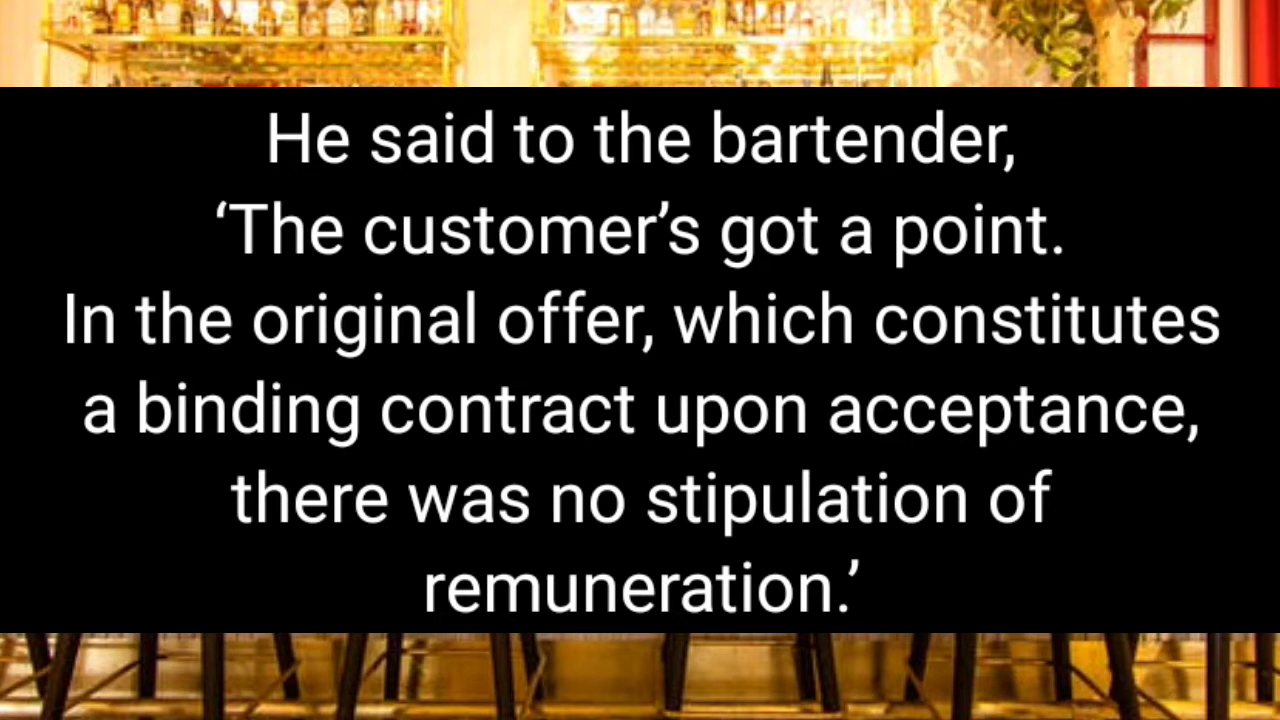 He said to the bartender,
‘The customer’s got a point.
In the original offer, which constitutes
a binding contract upon acceptance,
there was no stipulation of
remuneration.’